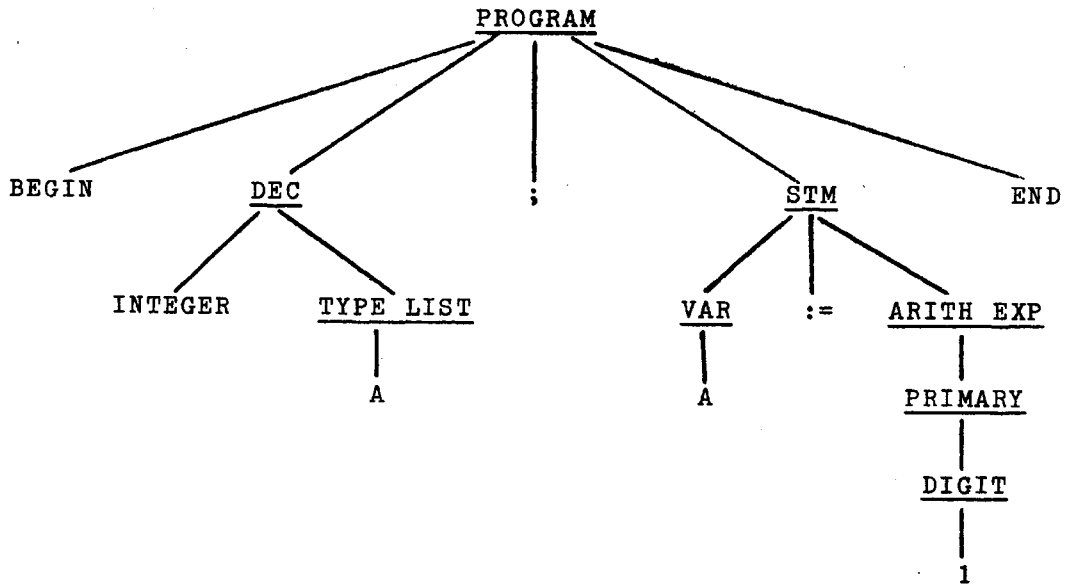 PROGRAM
BEGIN DEC ; STM END
INTEGER TYPE LIST VAR := ARITH EXP
A A PRIMARY
DIGIT
1